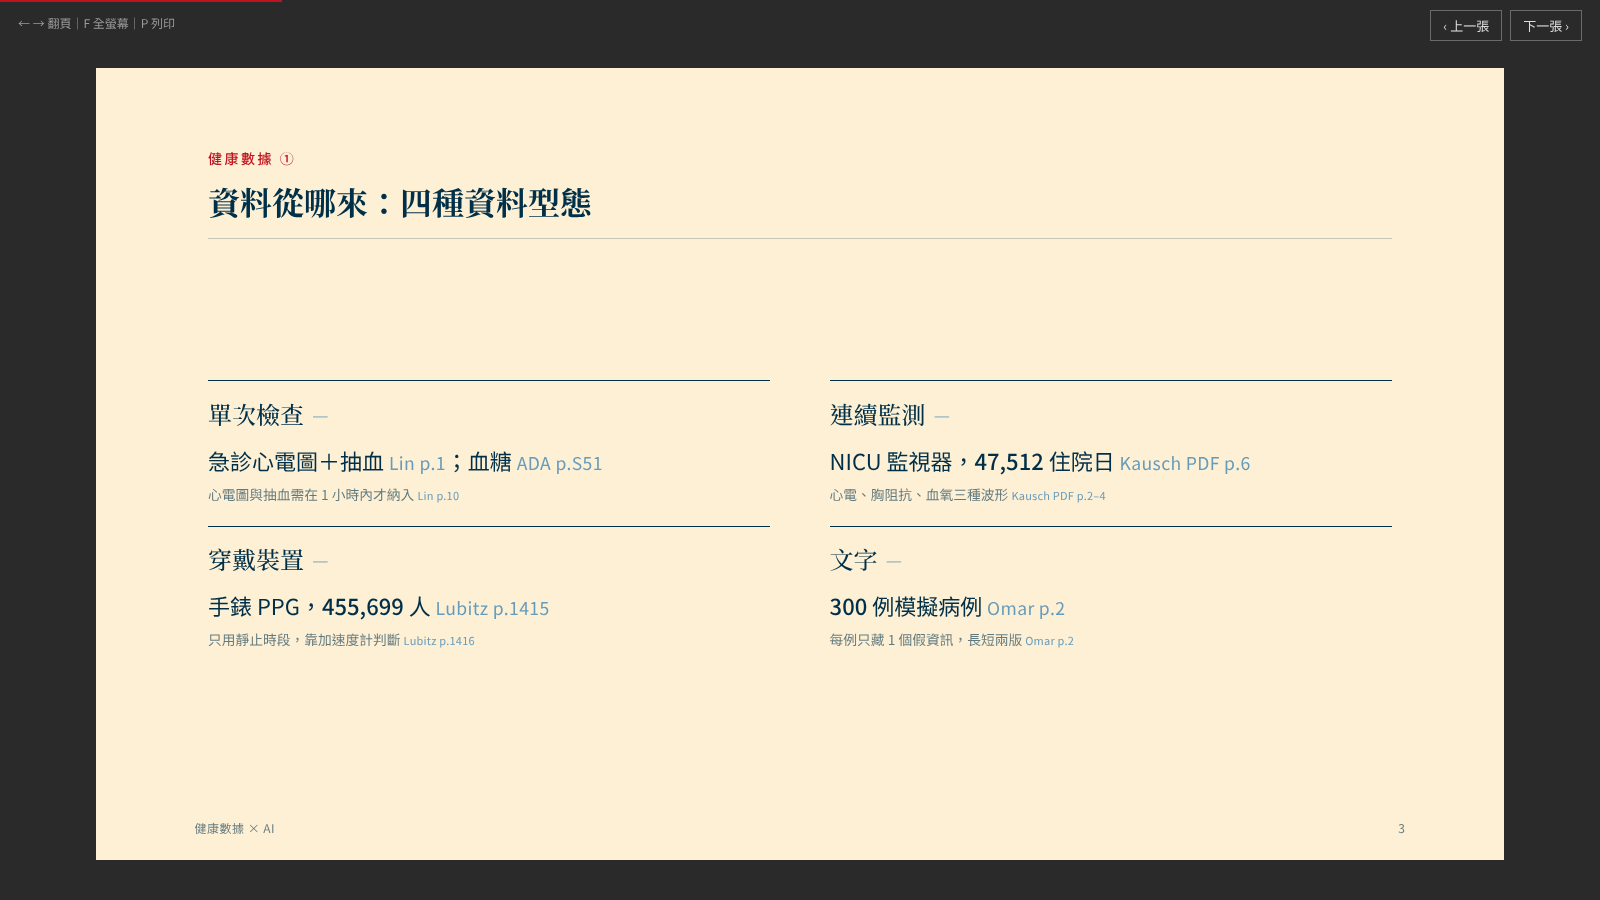 ←→ 翻頁｜F 全螢幕｜P 列印
‹ 上一張
下一張 ›
健康數據 ①
資料從哪來：四種資料型態
單次檢查 —
急診心電圖＋抽血 Lin p.1；血糖 ADA p.S51
心電圖與抽血需在 1 小時內才納入 Lin p.10
連續監測 —
NICU 監視器，47,512 住院日 Kausch PDF p.6
心電、胸阻抗、血氧三種波形 Kausch PDF p.2–4
穿戴裝置 —
手錶 PPG，455,699 人 Lubitz p.1415
只用靜止時段，靠加速度計判斷 Lubitz p.1416
文字 —
300 例模擬病例 Omar p.2
每例只藏 1 個假資訊，長短兩版 Omar p.2
健康數據 × AI
3